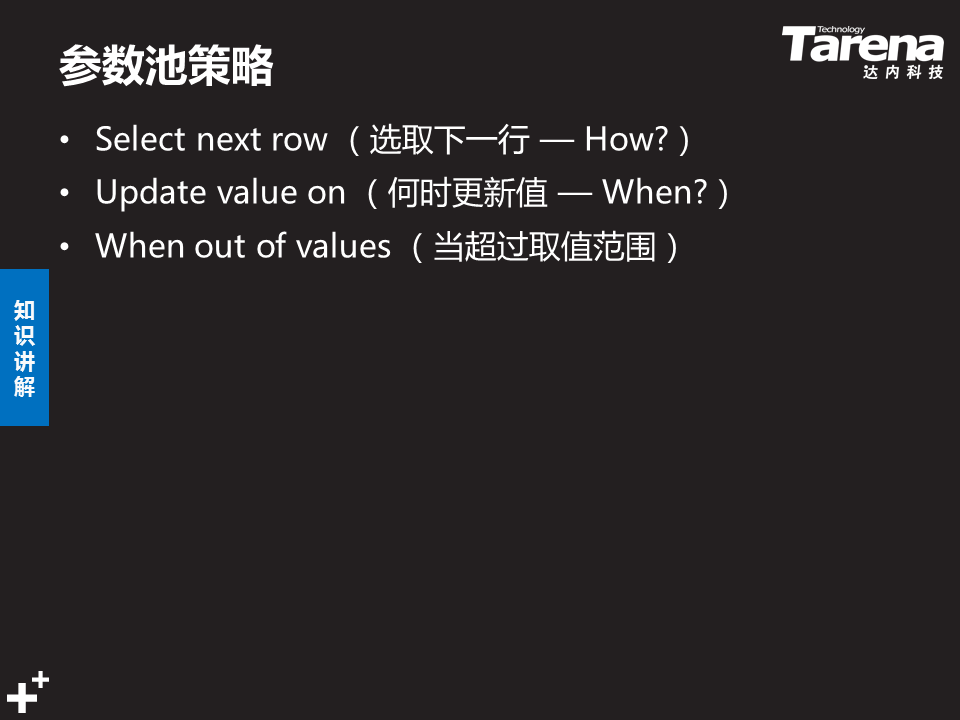 参数池策略
Technology
Tarena
达内科技
• Select next row （选取下一行 — How?）
• Update value on （何时更新值 — When?）
• When out of values （当超过取值范围）
知
识
讲
解